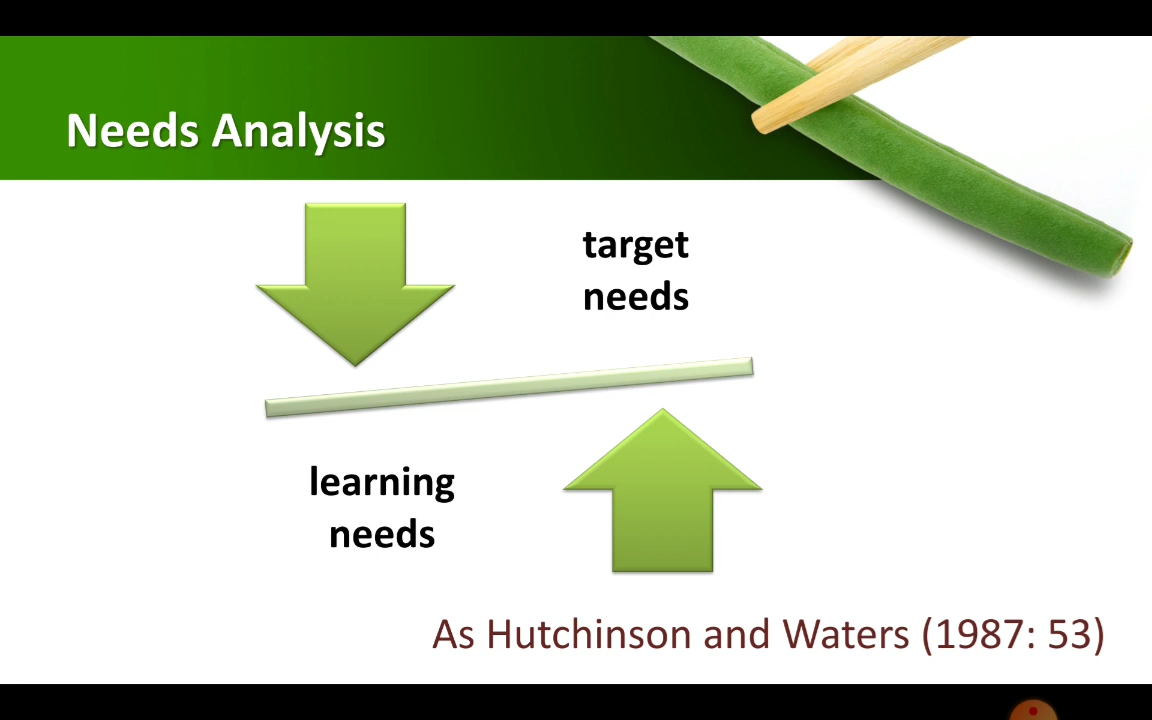 Needs Analysis
target
needs
learning
needs
As Hutchinson and Waters (1987: 53)